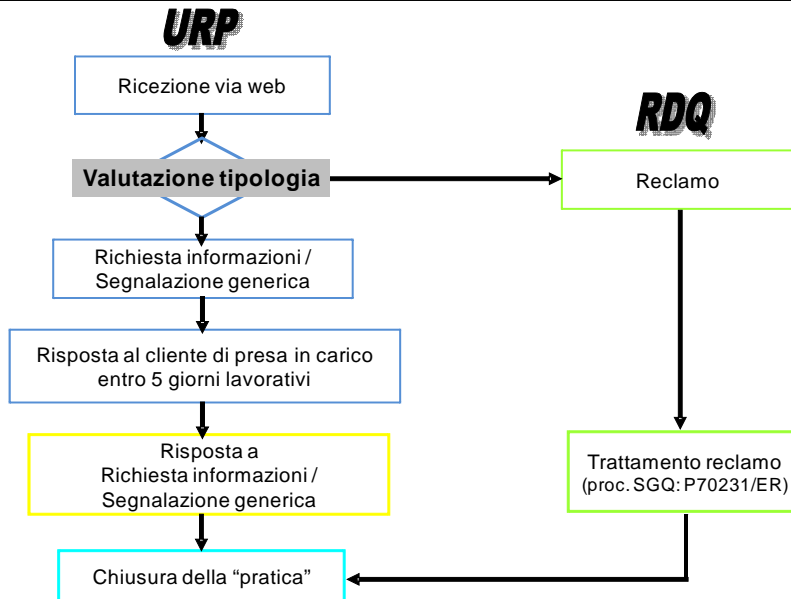 URP
Ricezione via web
RDQ
Valutazione tipologia
Reclamo
Richiesta informazioni /
Segnalazione generica
Risposta al cliente di presa in carico
entro 5 giorni lavorativi
Risposta a
Richiesta informazioni /
Segnalazione generica
Trattamento reclamo
(proc. SGQ: P70231/ER)
Chiusura della “pratica”